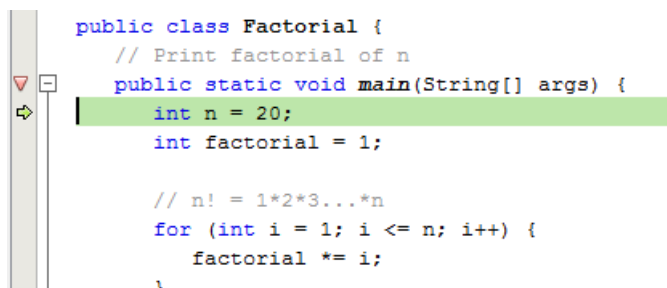 public class Factorial {
// Print factorial of n
public static void main(String[] args) {
int n = 20;
int factorial = 1;
// n! = 1*2*3...*n
for (int i = 1; i <= n; i++) {
factorial *= i;
}